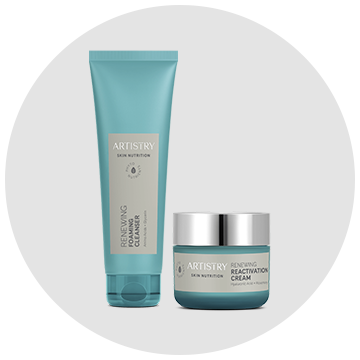 ARTISTRY
SKIN NUTRITION
RENEWING
FOAMING
CLEANSER
ARTISTRY
SKIN NUTRITION
RENEWING
REACTIVATION
CREAM